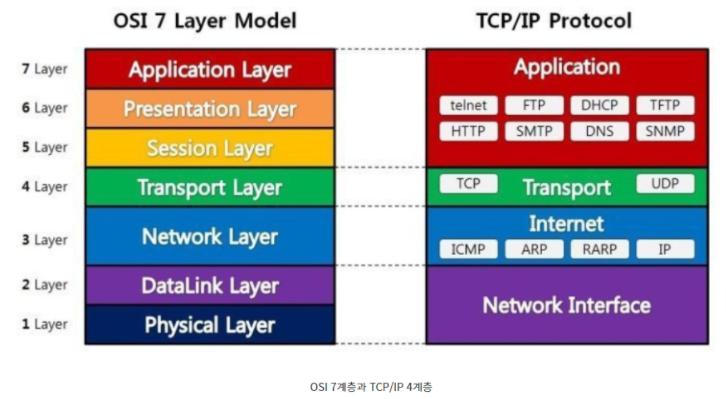 OSI 7 Layer Model
TCP/IP Protocol
7 Layer
Application Layer
6 Layer
Presentation Layer
5 Layer
Session Layer
4 Layer
Transport Layer
3 Layer
Network Layer
2 Layer
DataLink Layer
1 Layer
Physical Layer
Application
telnet FTP DHCP TFTP
HTTP SMTP DNS SNMP
TCP Transport UDP
Internet
ICMP ARP RARP IP
Network Interface
OSI 7계층과 TCP/IP 4계층